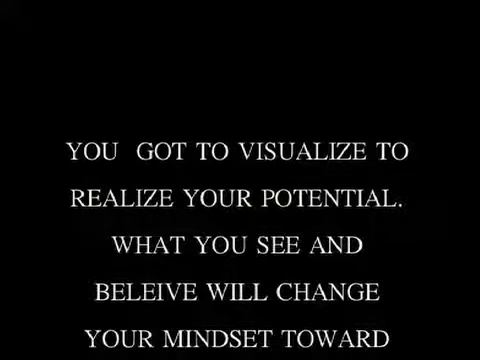 YOU  GOT TO VISUALIZE TO
REALIZE YOUR POTENTIAL.
WHAT YOU SEE AND
BELEIVE WILL CHANGE
YOUR MINDSET TOWARD